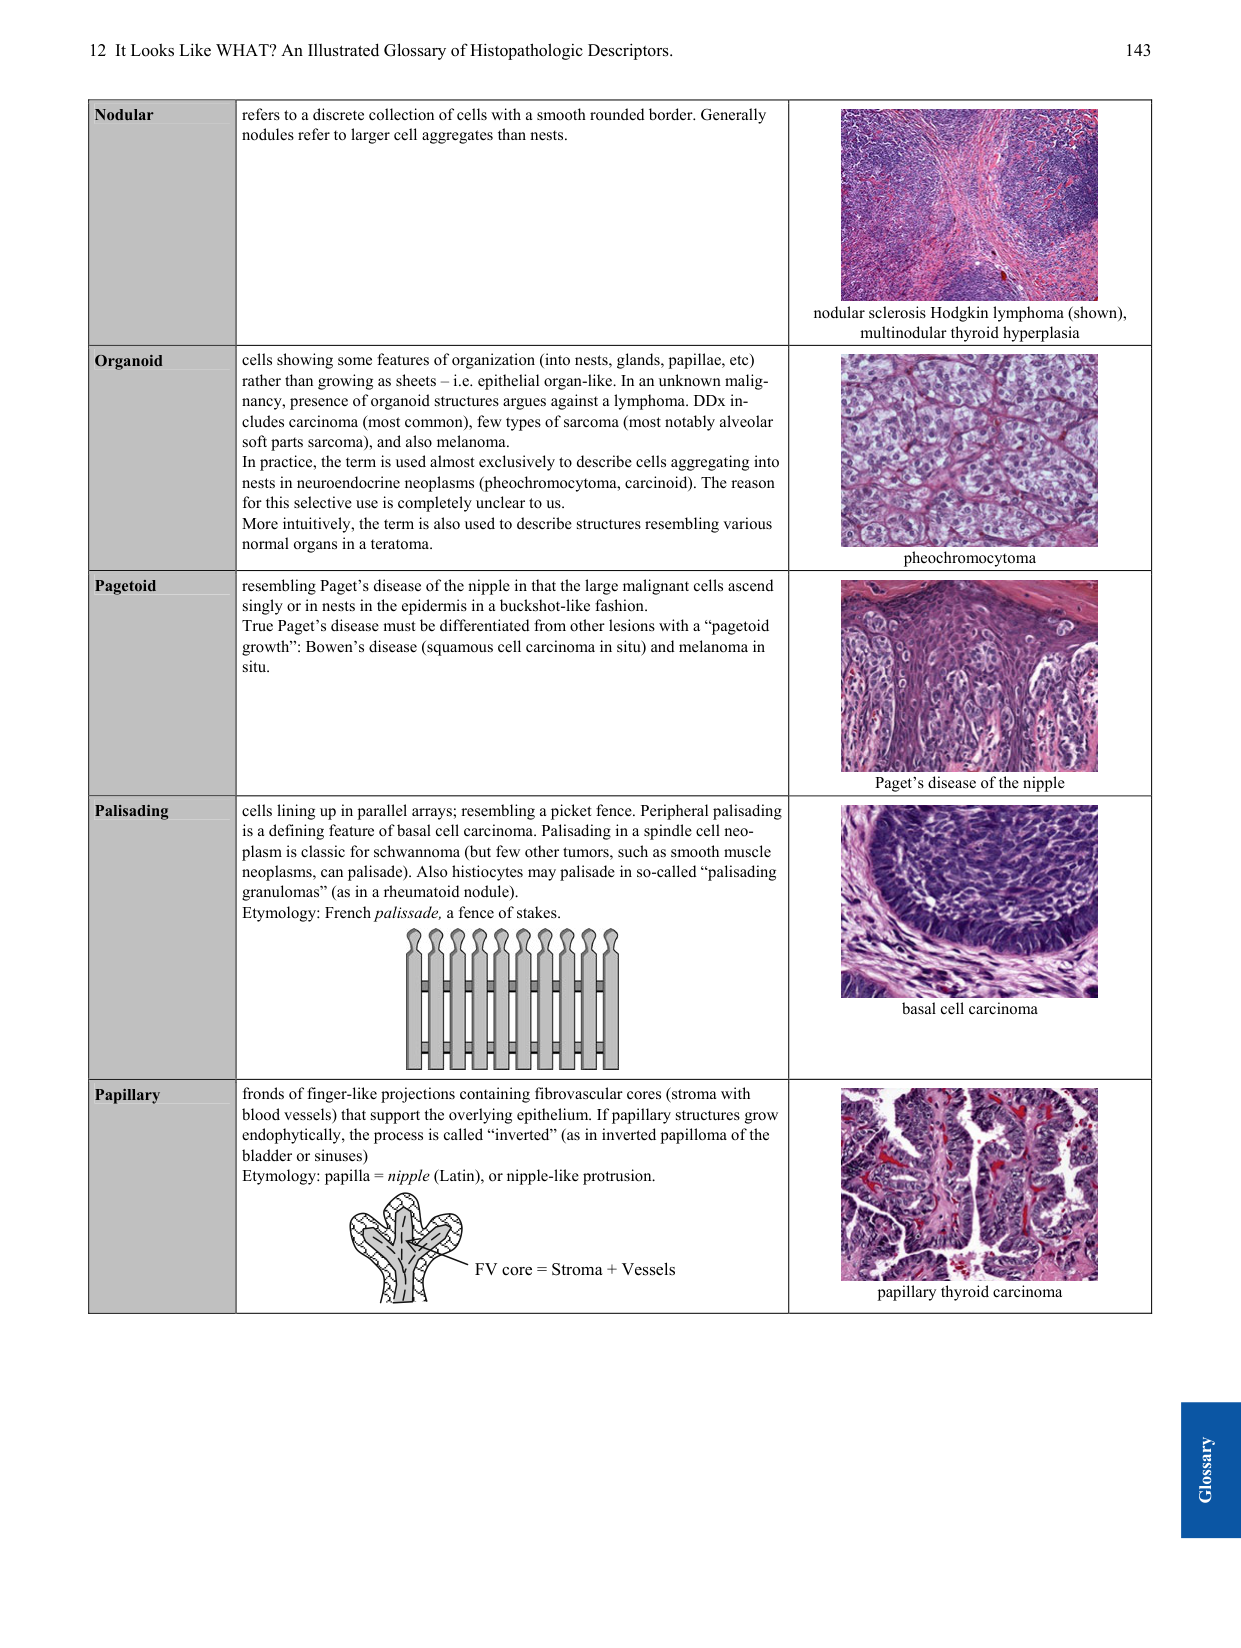 12 It Looks Like WHAT? An Illustrated Glossary of Histopathologic Descriptors.
143
Nodular
refers to a discrete collection of cells with a smooth rounded border. Generally
nodules refer to larger cell aggregates than nests.
nodular sclerosis Hodgkin lymphoma (shown),
multinodular thyroid hyperplasia
Organoid
cells showing some features of organization (into nests, glands, papillae, etc)
rather than growing as sheets – i.e. epithelial organ-like. In an unknown malig-
nancy, presence of organoid structures argues against a lymphoma. DDx in-
cludes carcinoma (most common), few types of sarcoma (most notably alveolar
soft parts sarcoma), and also melanoma.
In practice, the term is used almost exclusively to describe cells aggregating into
nests in neuroendocrine neoplasms (pheochromocytoma, carcinoid). The reason
for this selective use is completely unclear to us.
More intuitively, the term is also used to describe structures resembling various
normal organs in a teratoma.
pheochromocytoma
Pagetoid
resembling Paget’s disease of the nipple in that the large malignant cells ascend
singly or in nests in the epidermis in a buckshot-like fashion.
True Paget’s disease must be differentiated from other lesions with a “pagetoid
growth”: Bowen’s disease (squamous cell carcinoma in situ) and melanoma in
situ.
Paget’s disease of the nipple
Palisading
cells lining up in parallel arrays; resembling a picket fence. Peripheral palisading
is a defining feature of basal cell carcinoma. Palisading in a spindle cell neo-
plasm is classic for schwannoma (but few other tumors, such as smooth muscle
neoplasms, can palisade). Also histiocytes may palisade in so-called “palisading
granulomas” (as in a rheumatoid nodule).
Etymology: French palissade, a fence of stakes.
basal cell carcinoma
Papillary
fronds of finger-like projections containing fibrovascular cores (stroma with
blood vessels) that support the overlying epithelium. If papillary structures grow
endophytically, the process is called “inverted” (as in inverted papilloma of the
bladder or sinuses)
Etymology: papilla = nipple (Latin), or nipple-like protrusion.
FV core = Stroma + Vessels
papillary thyroid carcinoma
Glossary